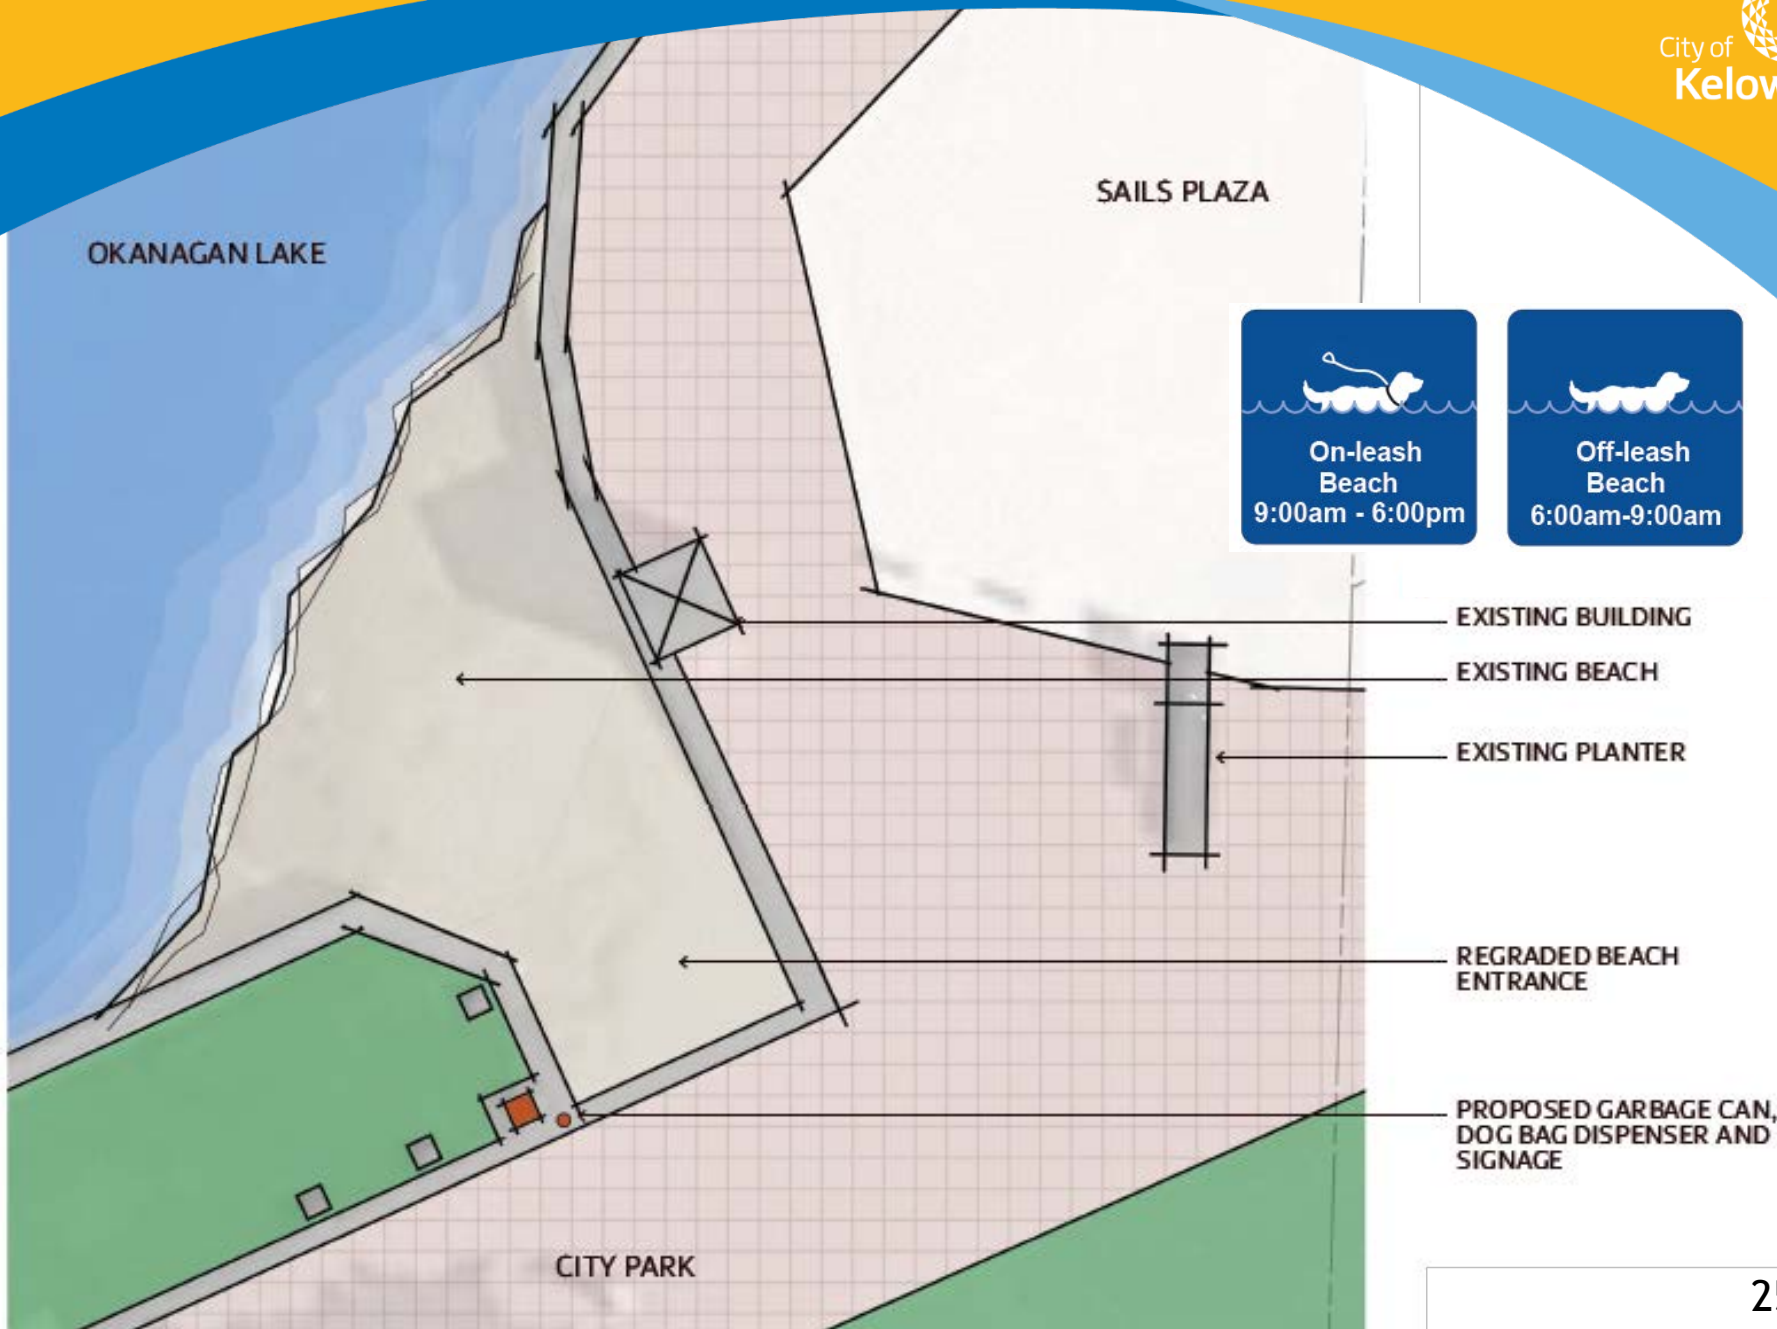 City of
SAILS PLAZA
OKANAGAN LAKE
On-leash
Beach
9:00am - 6:00pm
Off-leash
Beach
6:00am-9:00am
EXISTING BUILDING
EXISTING BEACH
EXISTING PLANTER
REGRADED BEACH
ENTRANCE
PROPOSED GARBAGE CAN,
DOG BAG DISPENSER AND
SIGNAGE
CITY PARK